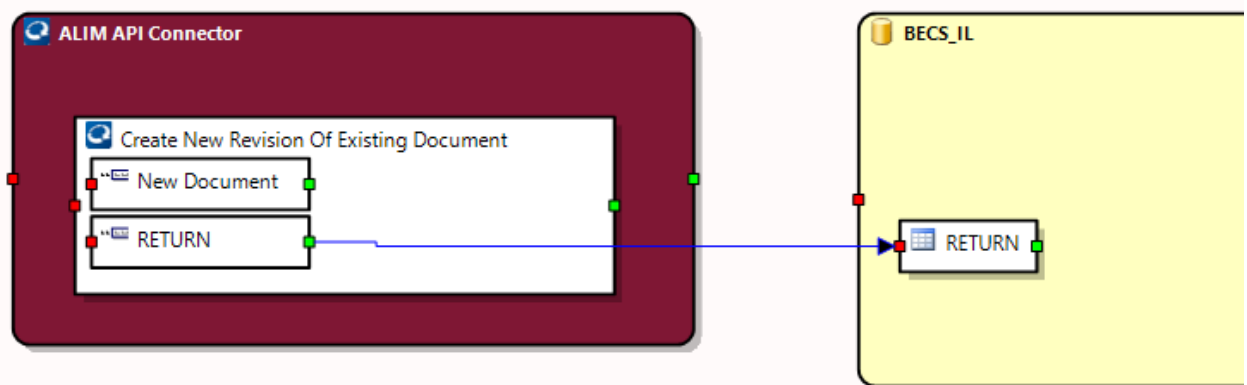 ALIM API Connector
BECS_IL
Create New Revision Of Existing Document
New Document
RETURN
RETURN